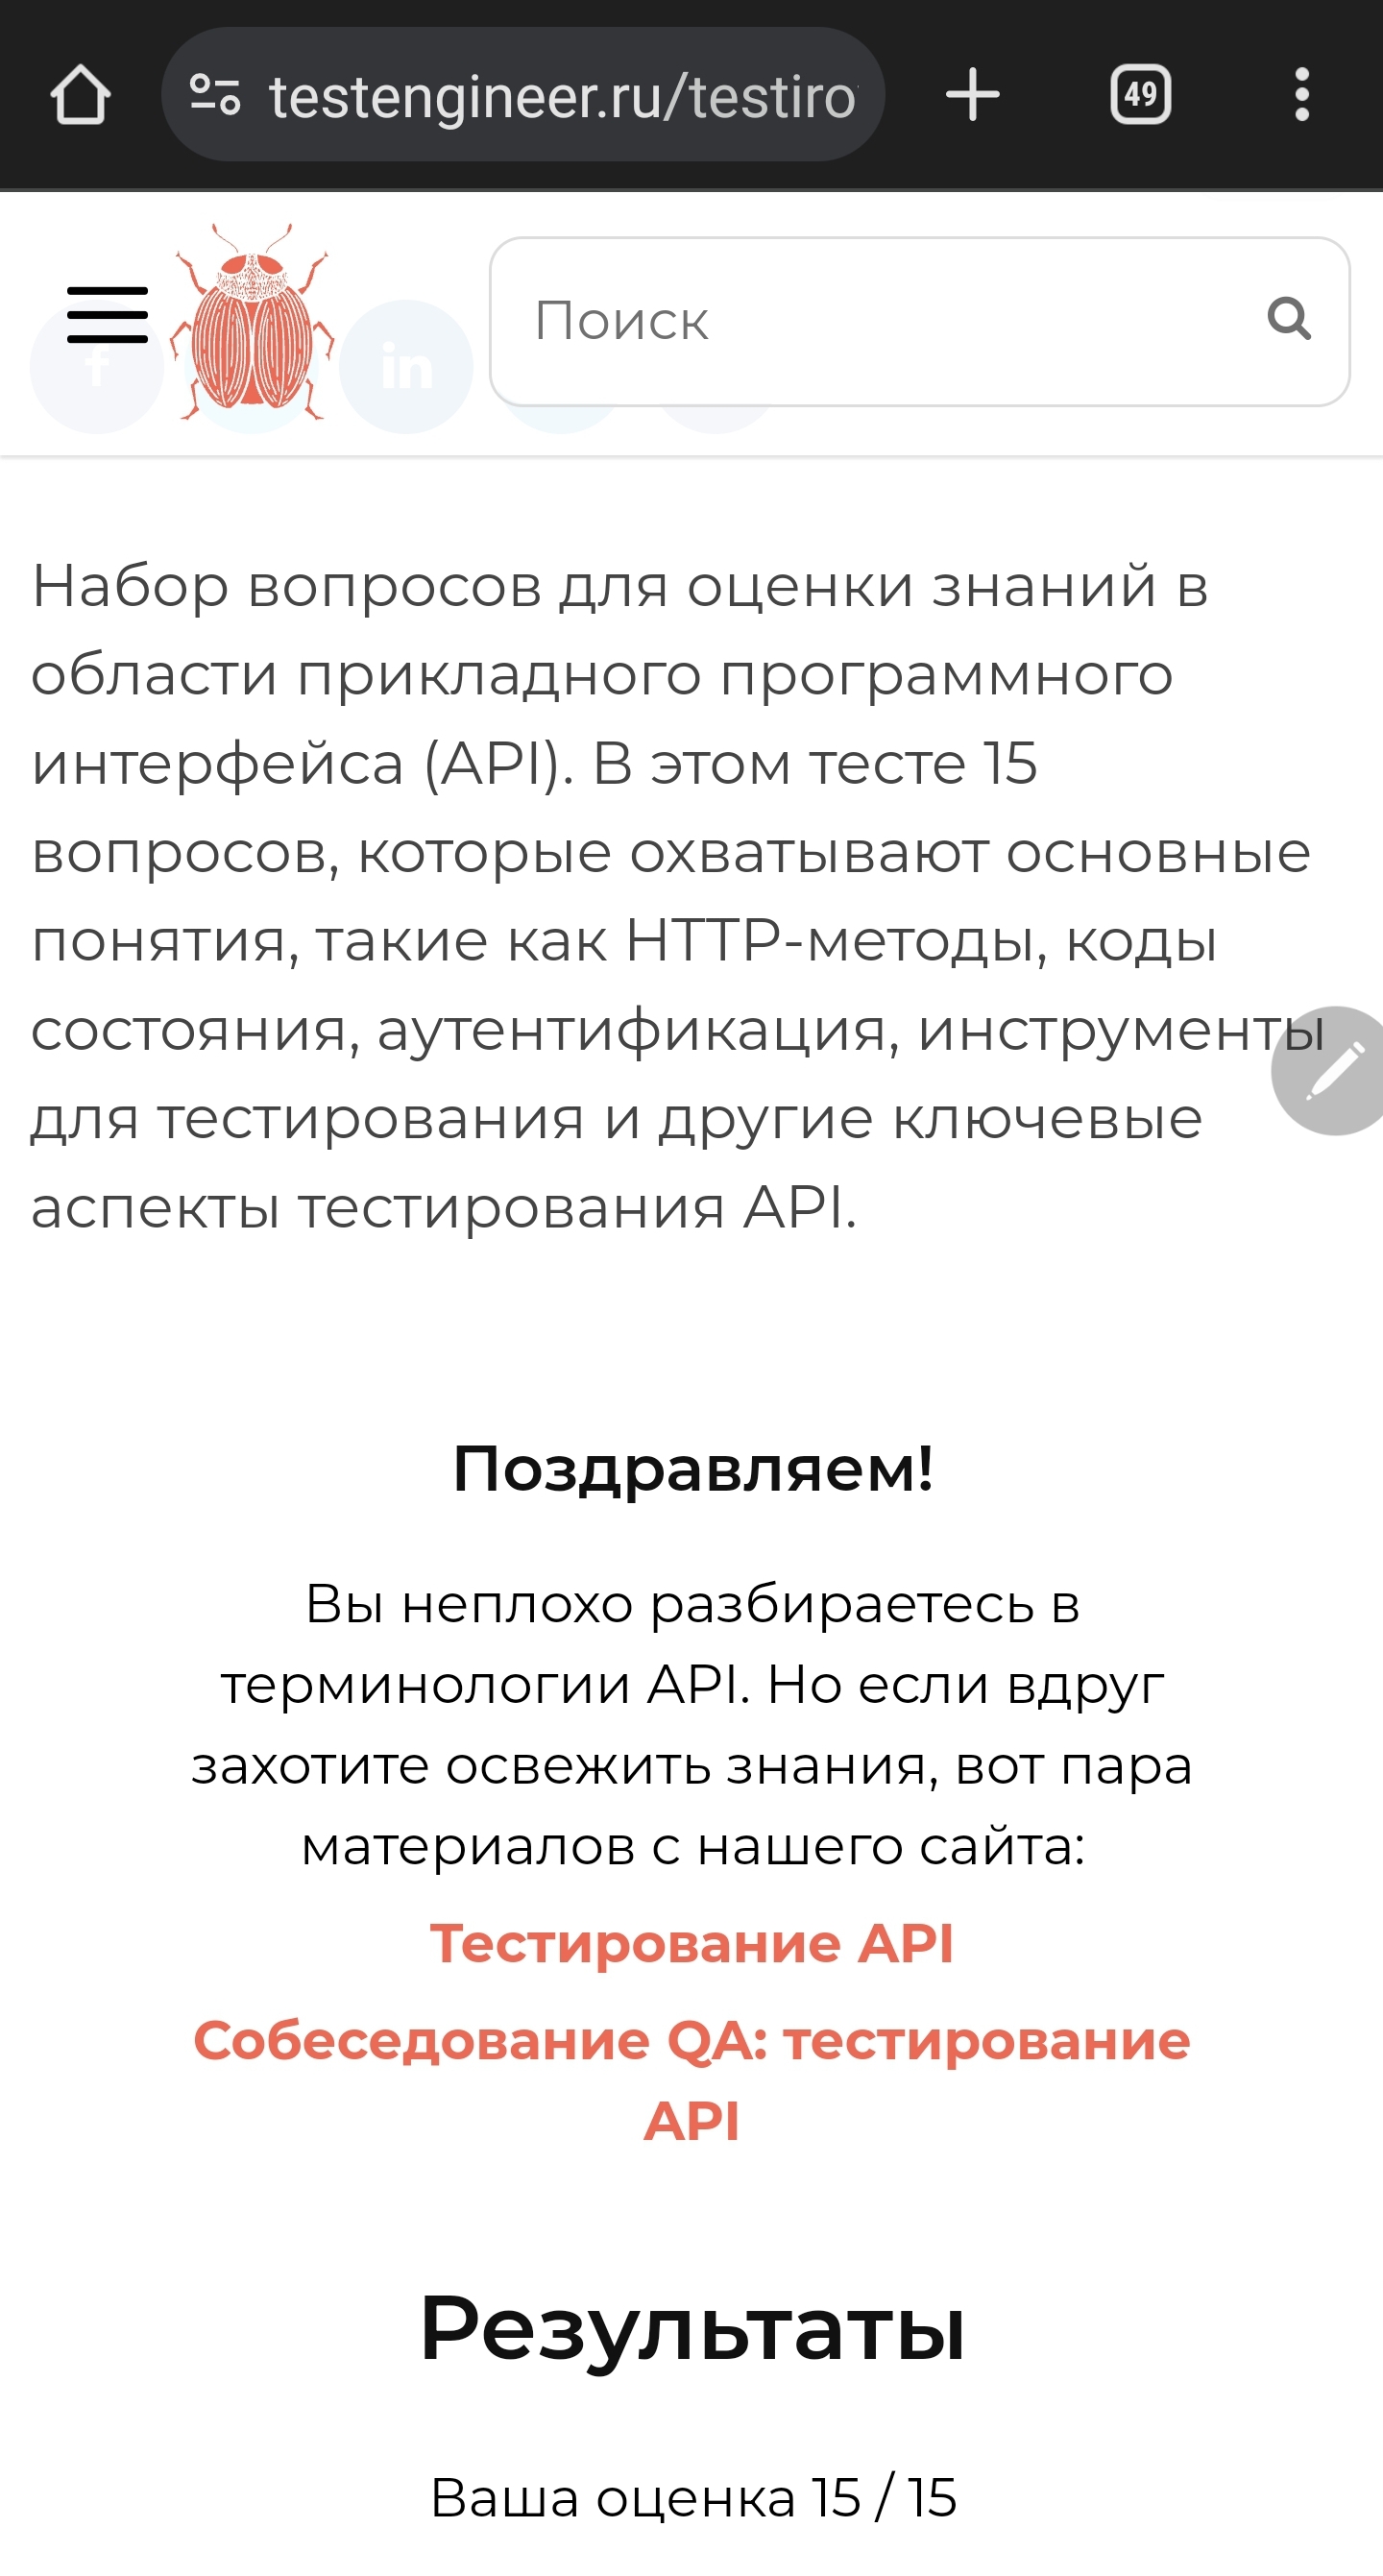 testengineer.ru/testiro
49
f
in
Поиск
Набор вопросов для оценки знаний в
области прикладного программного
интерфейса (API). В этом тесте 15
вопросов, которые охватывают основные
понятия, такие как HTTP-методы, коды
состояния, аутентификация, инструменты
для тестирования и другие ключевые
аспекты тестирования API.
Поздравляем!
Вы неплохо разбираетесь в
терминологии API. Но если вдруг
захотите освежить знания, вот пара
материалов с нашего сайта:
Тестирование API
Собеседование QA: тестирование
API
Результаты
Ваша оценка 15 / 15